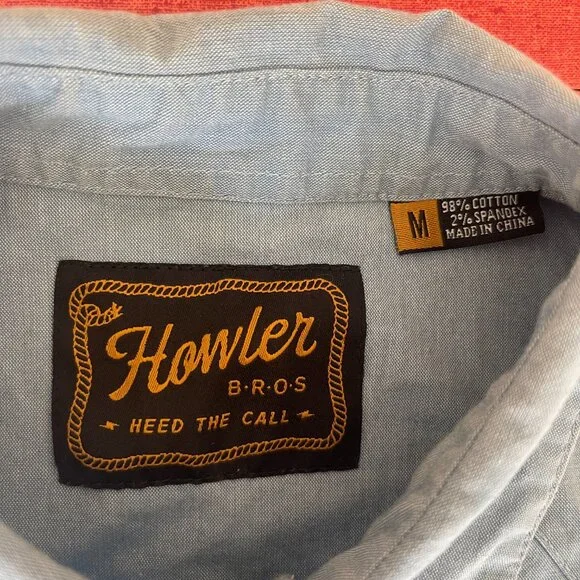 M
98% COTTON
2% SPANDEX
MADE IN CHINA
Howler
B·R·O·S
HEED THE CALL